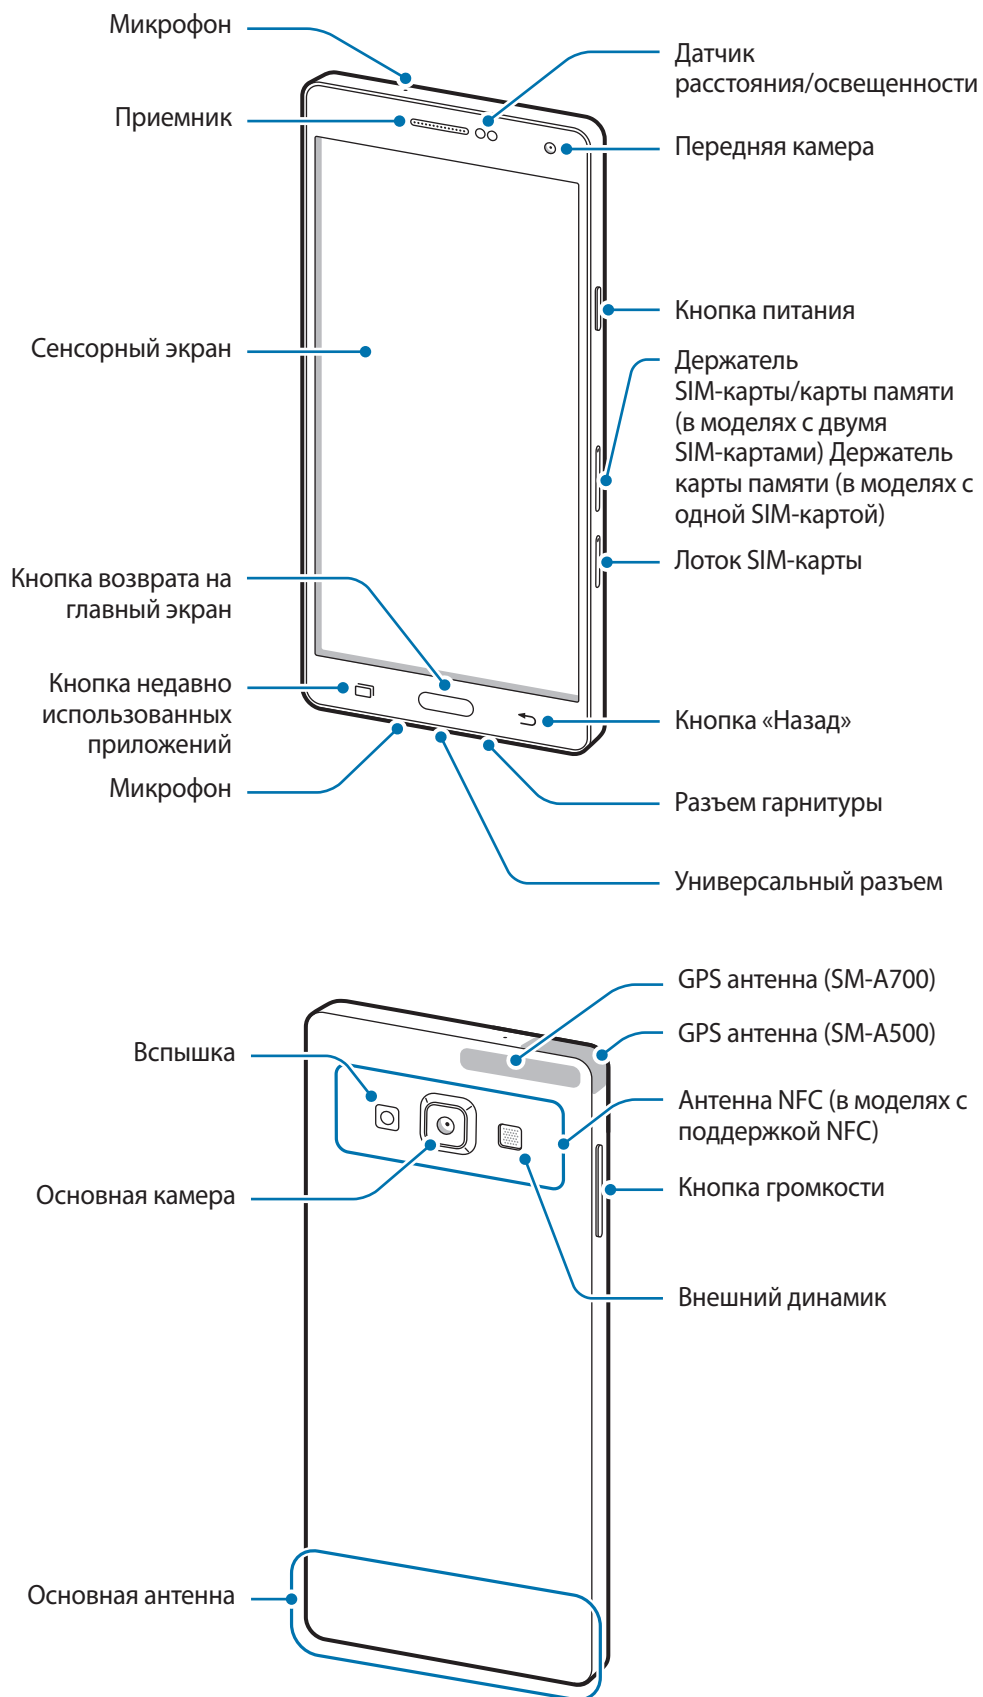 Микрофон
Датчик
расстояния/освещенности
Приемник
Передняя камера
Кнопка питания
Сенсорный экран
Держатель
SIM-карты/карты памяти
(в моделях с двумя
SIM-картами) Держатель
карты памяти (в моделях с
одной SIM-картой)
Лоток SIM-карты
Кнопка возврата на
главный экран
Кнопка недавно
использованных
приложений
Кнопка «Назад»
Микрофон
Разъем гарнитуры
Универсальный разъем
GPS антенна (SM-A700)
GPS антенна (SM-A500)
Вспышка
Антенна NFC (в моделях с
поддержкой NFC)
Основная камера
Кнопка громкости
Внешний динамик
Основная антенна